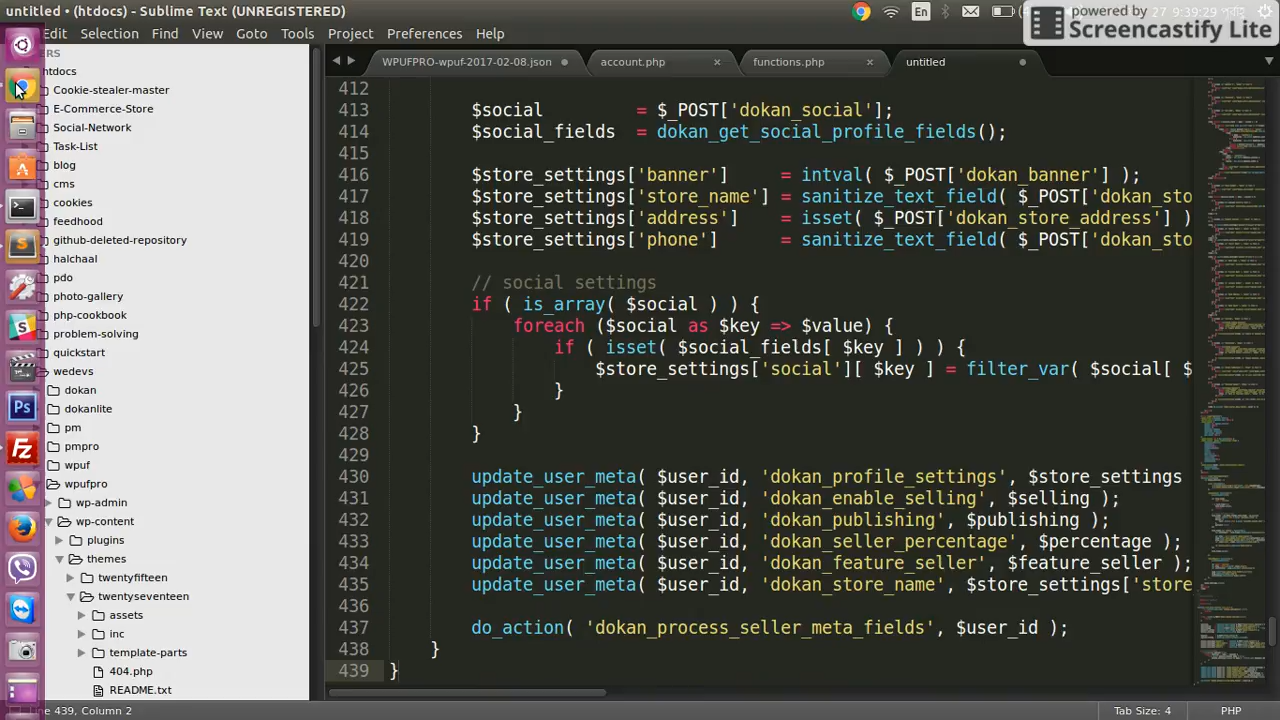 untitled • (htdocs) - Sublime Text (UNREGISTERED)
En
27 9:39:29
powered by
Screencastify Lite
Edit Selection Find View Goto Tools Project Preferences Help
ERS
htdocs
Cookie-stealer-master
E-Commerce-Store
Social-Network
Task-List
blog
cms
cookies
feedhood
github-deleted-repository
halchail
pdo
photo-gallery
php-cookbook
problem-solving
quickstart
wedevs
dokan
dokanlite
pm
pmpro
wpuf
wpufpro
wp-admin
wp-content
plugins
themes
twentyfifteen
twentyseventeen
assets
inc
template-parts
404.php
README.txt
WPUFPRO-wpuf-2017-02-08.json
account.php ×
functions.php ×
untitled
412
413 $social = $_POST['dokan_social'];
414 $social_fields = dokan_get_social_profile_fields();
415
416 $store_settings['banner'] = intval( $_POST['dokan_banner'] );
417 $store_settings['store_name'] = sanitize_text_field( $_POST['dokan_sto
418 $store_settings['address'] = isset( $_POST['dokan_store_address'] )
419 $store_settings['phone'] = sanitize_text_field( $_POST['dokan_sto
420
421 // social settings
422 if ( is_array( $social ) ) {
423 foreach ($social as $key => $value) {
424 if ( isset( $social_fields[ $key ] ) ) {
425 $store_settings['social'][ $key ] = filter_var( $social[ $
426 }
427 }
428 }
429
430 update_user_meta( $user_id, 'dokan_profile_settings', $store_settings
431 update_user_meta( $user_id, 'dokan_enable_selling', $selling );
432 update_user_meta( $user_id, 'dokan_publishing', $publishing );
433 update_user_meta( $user_id, 'dokan_seller_percentage', $percentage );
434 update_user_meta( $user_id, 'dokan_feature_seller', $feature_seller );
435 update_user_meta( $user_id, 'dokan_store_name', $store_settings['store
436
437 do_action( 'dokan_process_seller_meta_fields', $user_id );
438 }
439 }
Line 439, Column 2
Tab Size: 4
PHP